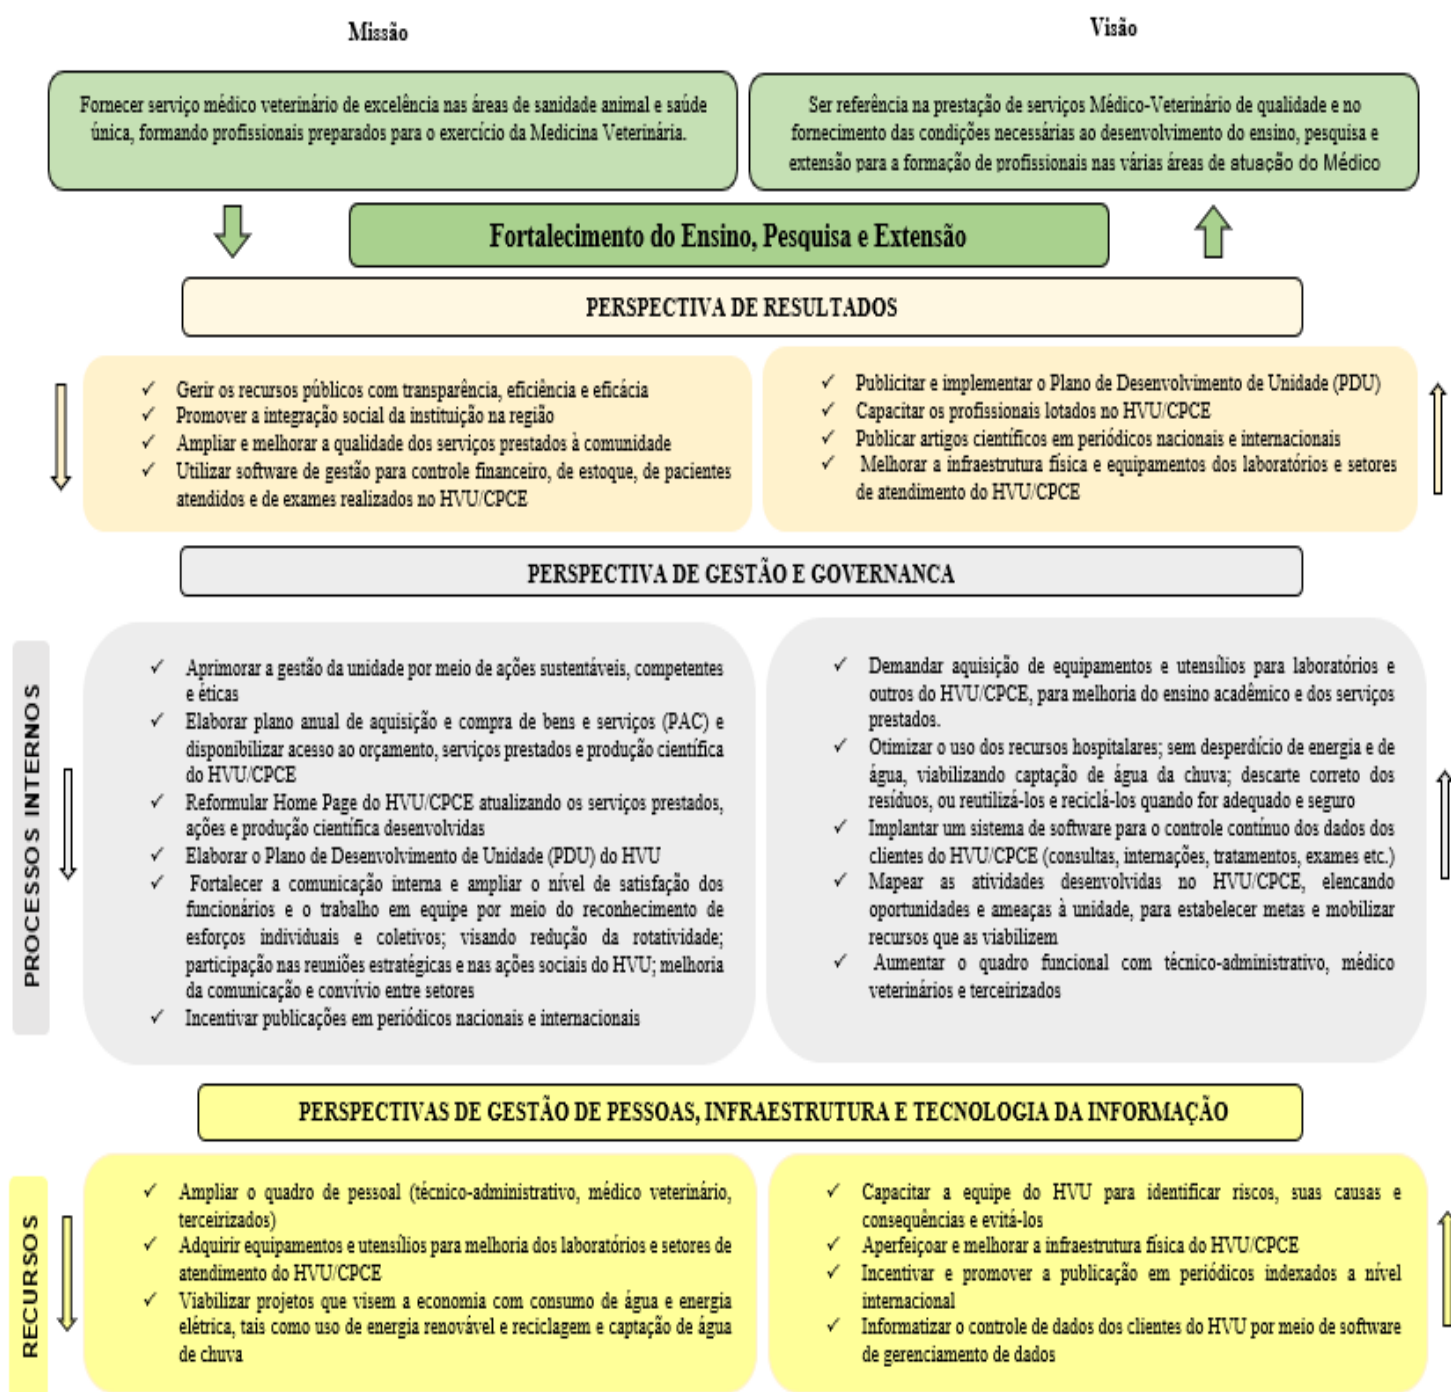 Missão
Visão
Fornecer serviço médico veterinário de excelência nas áreas de sanidade animal e saúde
única, formando profissionais preparados para o exercício da Medicina Veterinária.
Ser referência na prestação de serviços Médico-Veterinário de qualidade e no
fornecimento das condições necessárias ao desenvolvimento do ensino, pesquisa e
extensão para a formação de profissionais nas várias áreas de atuação do Médico
Fortalecimento do Ensino, Pesquisa e Extensão
PERSPECTIVA DE RESULTADOS
✓ Gerir os recursos públicos com transparência, eficiência e eficácia
✓ Promover a integração social da instituição na região
✓ Ampliar e melhorar a qualidade dos serviços prestados à comunidade
✓ Utilizar software de gestão para controle financeiro, de estoque, de pacientes
atendidos e de exames realizados no HVU/CPCE
✓ Publicitar e implementar o Plano de Desenvolvimento de Unidade (PDU)
✓ Capacitar os profissionais lotados no HVU/CPCE
✓ Publicar artigos científicos em periódicos nacionais e internacionais
✓ Melhorar a infraestrutura física e equipamentos dos laboratórios e setores
de atendimento do HVU/CPCE
PERSPECTIVA DE GESTÃO E GOVERNANCA
PROCESSOS INTERNOS
✓ Aprimorar a gestão da unidade por meio de ações sustentáveis, competentes
e éticas
✓ Elaborar plano anual de aquisição e compra de bens e serviços (PAC) e
disponibilizar acesso ao orçamento, serviços prestados e produção científica
do HVU/CPCE
✓ Reformular Home Page do HVU/CPCE atualizando os serviços prestados,
ações e produção científica desenvolvidas
✓ Elaborar o Plano de Desenvolvimento de Unidade (PDU) do HVU
✓ Fortalecer a comunicação interna e ampliar o nível de satisfação dos
funcionários e o trabalho em equipe por meio do reconhecimento de
esforços individuais e coletivos; visando redução da rotatividade;
participação nas reuniões estratégicas e nas ações sociais do HVU; melhoria
da comunicação e convívio entre setores
✓ Incentivar publicações em periódicos nacionais e internacionais
✓ Demandar aquisição de equipamentos e utensílios para laboratórios e
outros do HVU/CPCE, para melhoria do ensino acadêmico e dos serviços
prestados.
✓ Otimizar o uso dos recursos hospitalares; sem desperdício de energia e de
água, viabilizando captação de água da chuva; descarte correto dos
resíduos, ou reutilizá-los e reciclá-los quando for adequado e seguro
✓ Implantar um sistema de software para o controle contínuo dos dados dos
clientes do HVU/CPCE (consultas, internações, tratamentos, exames etc.)
✓ Mapear as atividades desenvolvidas no HVU/CPCE, elencando
oportunidades e ameaças à unidade, para estabelecer metas e mobilizar
recursos que as viabilizem
✓ Aumentar o quadro funcional com técnico-administrativo, médico
veterinários e terceirizados
PERSPECTIVAS DE GESTÃO DE PESSOAS, INFRAESTRUTURA E TECNOLOGIA DA INFORMAÇÃO
RECURSOS
✓ Ampliar o quadro de pessoal (técnico-administrativo, médico veterinário,
terceirizados)
✓ Adquirir equipamentos e utensílios para melhoria dos laboratórios e setores de
atendimento do HVU/CPCE
✓ Viabilizar projetos que visem a economia com consumo de água e energia
elétrica, tais como uso de energia renovável e reciclagem e captação de água
de chuva
✓ Capacitar a equipe do HVU para identificar riscos, suas causas e
consequências e evitá-los
✓ Aperfeiçoar e melhorar a infraestrutura física do HVU/CPCE
✓ Incentivar e promover a publicação em periódicos indexados a nível
internacional
✓ Informatizar o controle de dados dos clientes do HVU por meio de software
de gerenciamento de dados